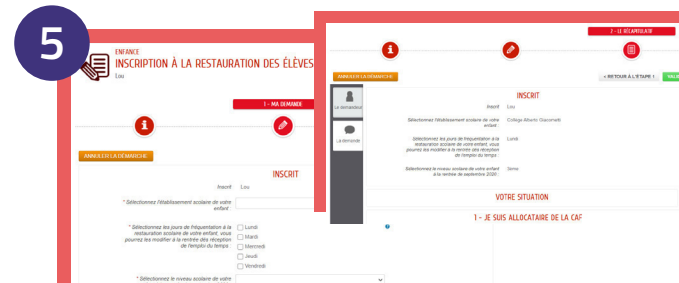 5
ENFANCE
INSCRIPTION À LA RESTAURATION DES ÉLÈVES
Lou
1 - MA DEMANDE
ANNULER LA DÉMARCHE
INSCRIT
Inscrit Lou
* Sélectionnez l'établissement scolaire de votre
enfant :
* Sélectionnez les jours de fréquentation à la
restauration scolaire de votre enfant, vous
pourrez les modifier à la rentrée dès réception
de l'emploi du temps :
Lundi
Mardi
Mercredi
Jeudi
Vendredi
* Sélectionnez le niveau scolaire de votre
2 - LE RÉCAPITULATIF
ANNULER LA DÉMARCHE
« RETOUR À L'ÉTAPE 1
Le demandeur
La demande
INSCRIT
Inscrit Lou
Sélectionnez l'établissement scolaire de votre
enfant :
Collège Alberto Giacometti
Sélectionnez les jours de fréquentation à la
restauration scolaire de votre enfant, vous
pourrez les modifier à la rentrée dès réception
de l'emploi du temps :
Lundi
Sélectionnez le niveau scolaire de votre enfant
à la rentrée de septembre 2020 :
VOTRE SITUATION
1 - JE SUIS ALLOCATAIRE DE LA CAF